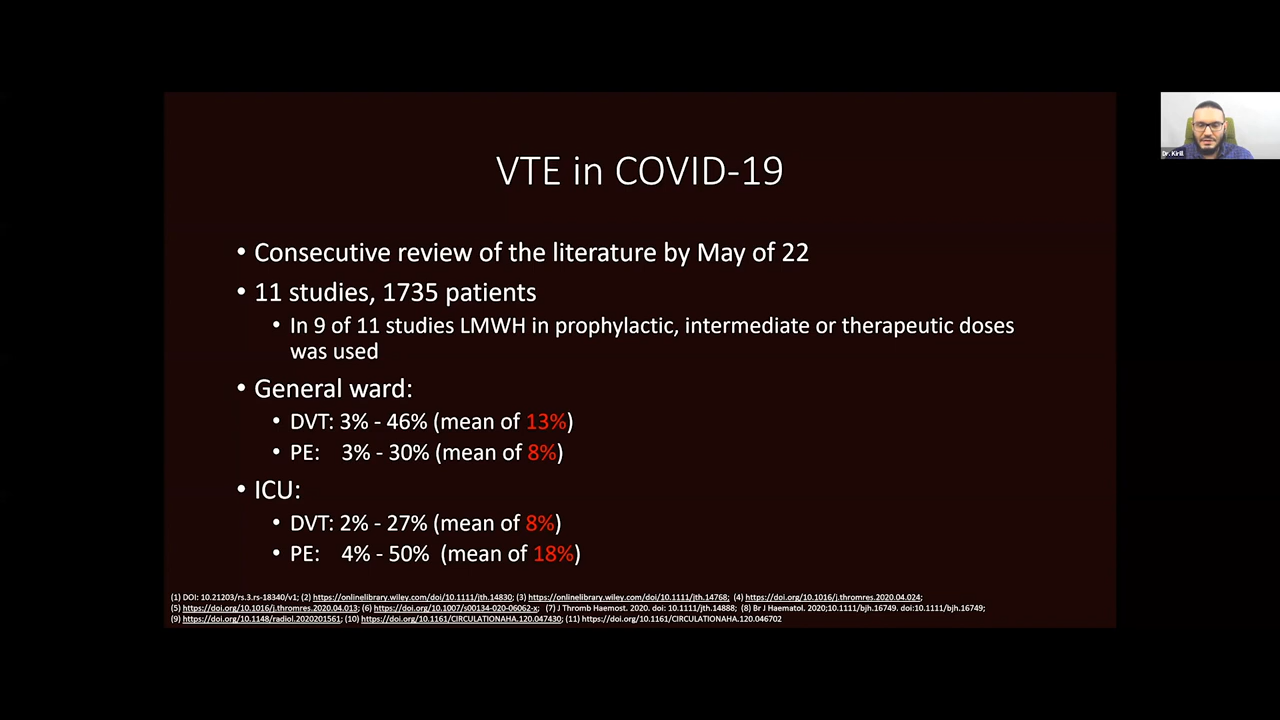 VTE in COVID-19
• Consecutive review of the literature by May of 22
• 11 studies, 1735 patients
• In 9 of 11 studies LMWH in prophylactic, intermediate or therapeutic doses
was used
• General ward:
• DVT: 3% - 46% (mean of 13%)
• PE: 3% - 30% (mean of 8%)
• ICU:
• DVT: 2% - 27% (mean of 8%)
• PE: 4% - 50% (mean of 18%)
(1) DOI: 10.21203/rs.3.rs-18340/v1; (2) https://onlinelibrary.wiley.com/doi/10.1111/jth.14830; (3) https://onlinelibrary.wiley.com/doi/10.1111/jth.14768; (4) https://doi.org/10.1016/j.thromres.2020.04.024;
(5) https://doi.org/10.1016/j.thromres.2020.04.013; (6) https://doi.org/10.1007/s00134-020-06062-x; (7) J Thromb Haemost. 2020. doi: 10.1111/jth.14888; (8) Br J Haematol. 2020;10.1111/bjh.16749. doi:10.1111/bjh.16749;
(9) https://doi.org/10.1148/radiol.2020201561; (10) https://doi.org/10.1161/CIRCULATIONAHA.120.047430; (11) https://doi.org/10.1161/CIRCULATIONAHA.120.046702
Dr. Kirill